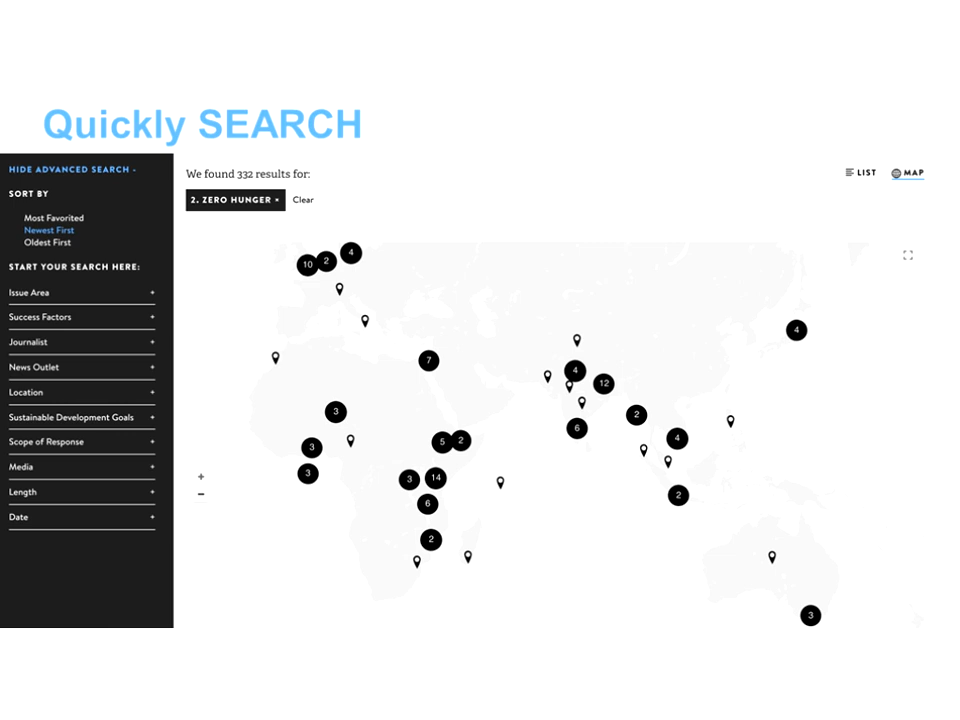 Quickly SEARCH
HIDE ADVANCED SEARCH -
SORT BY
Most Favorited
Newest First
Oldest First
START YOUR SEARCH HERE:
Issue Area +
Success Factors +
Journalist +
News Outlet +
Location +
Sustainable Development Goals +
Scope of Response +
Media +
Length +
Date +
We found 332 results for:
2. ZERO HUNGER × Clear
LIST MAP
10 2 4
4
7
4
12
3
2
6
5 2
4
3
3
3 14
2
6
2
3
+
−